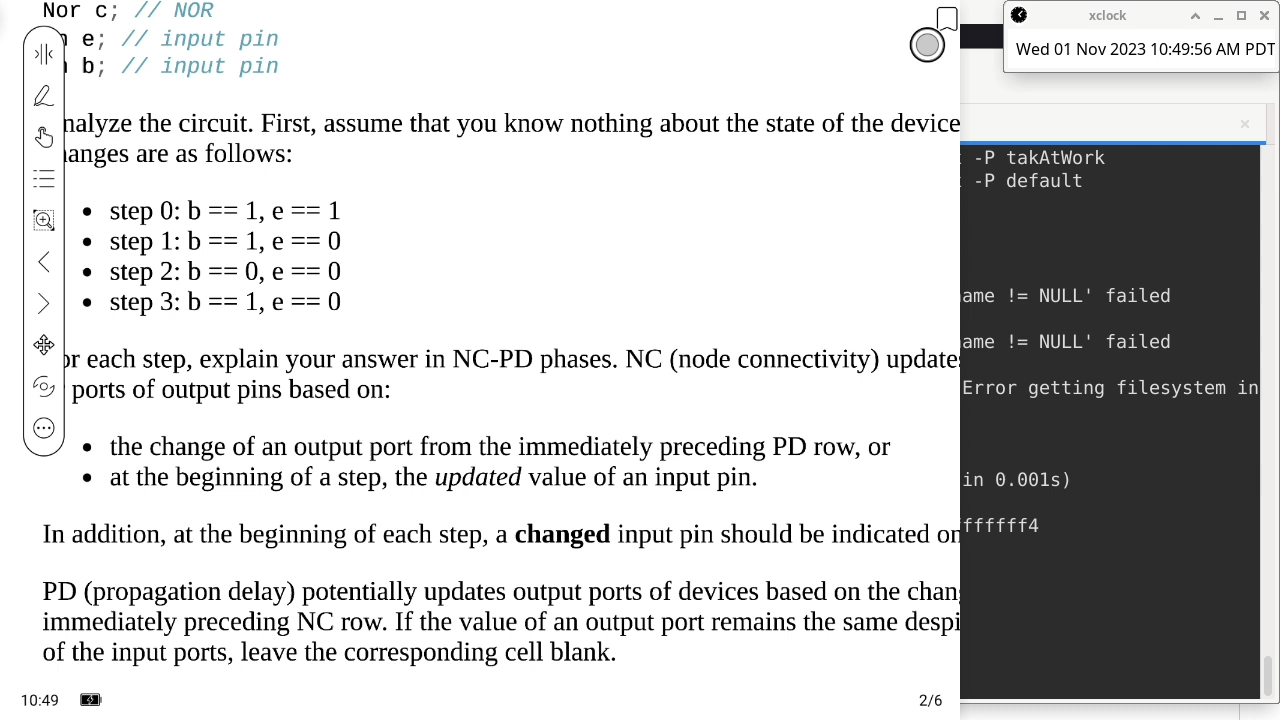 Nor c; // NOR
e; // input pin
b; // input pin
nalyze the circuit. First, assume that you know nothing about the state of the device
hanges are as follows:
• step 0: b == 1, e == 1
• step 1: b == 1, e == 0
• step 2: b == 0, e == 0
• step 3: b == 1, e == 0
or each step, explain your answer in NC-PD phases. NC (node connectivity) updates
ports of output pins based on:
• the change of an output port from the immediately preceding PD row, or
• at the beginning of a step, the updated value of an input pin.
In addition, at the beginning of each step, a changed input pin should be indicated on
PD (propagation delay) potentially updates output ports of devices based on the chang
immediately preceding NC row. If the value of an output port remains the same despi
of the input ports, leave the corresponding cell blank.
10:49
2/6
xclock
Wed 01 Nov 2023 10:49:56 AM PDT
-P takAtWork
-P default
ame != NULL' failed
ame != NULL' failed
Error getting filesystem in
in 0.001s)
ffffff4